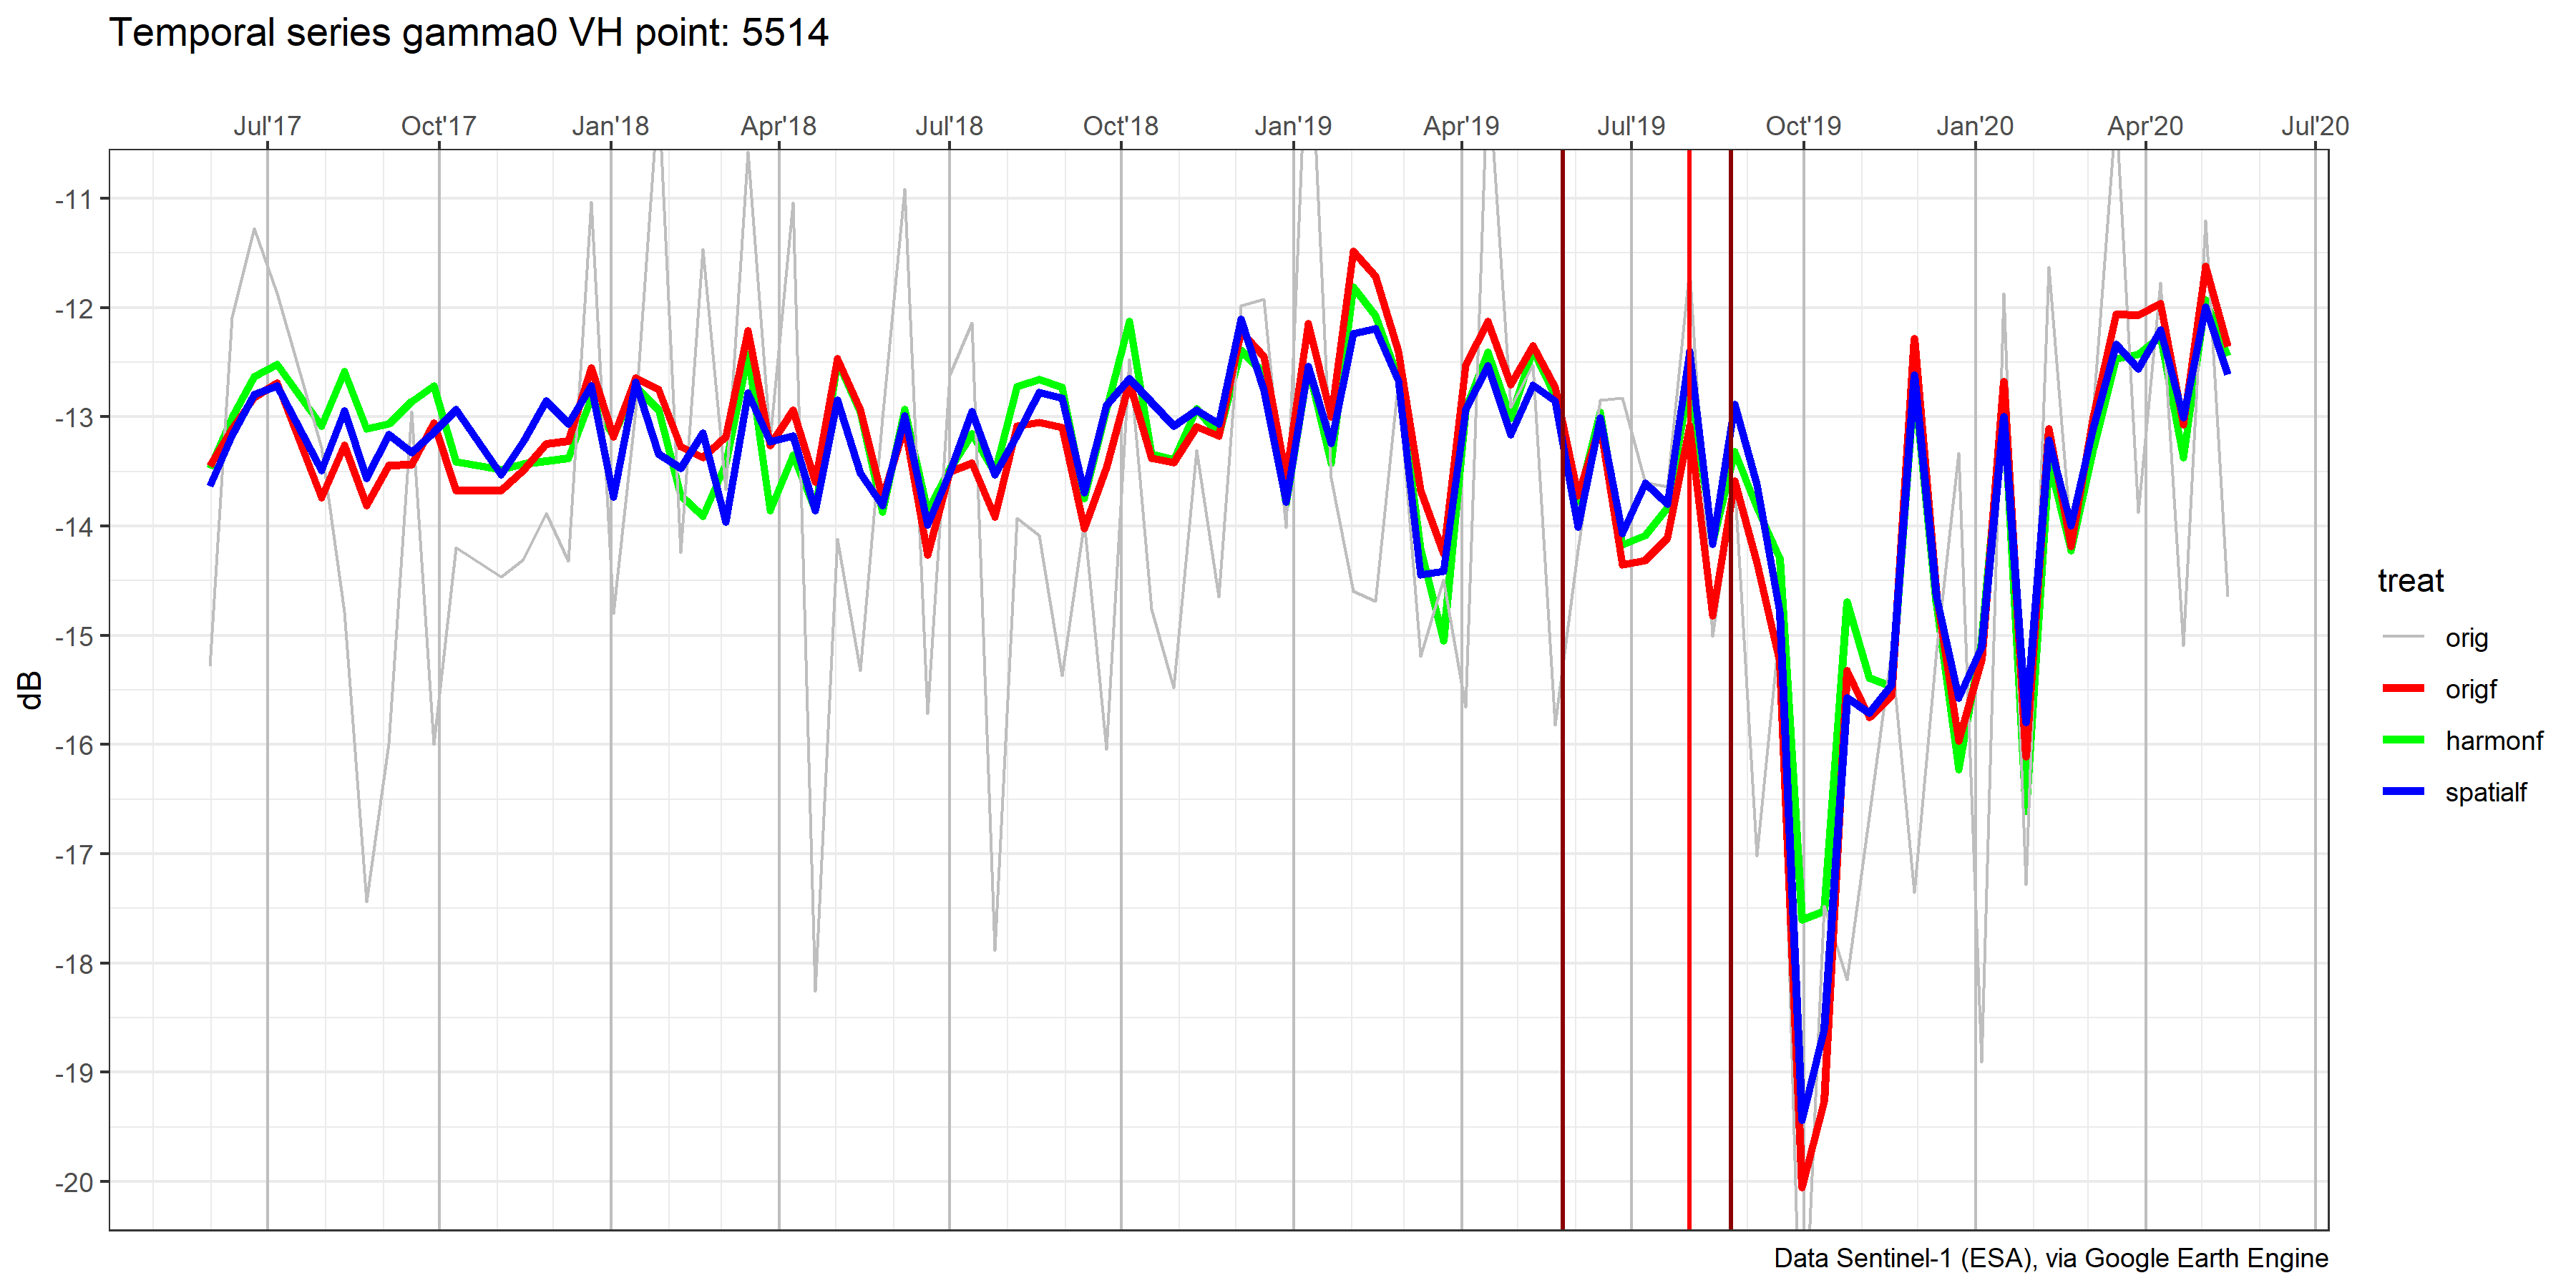 Temporal series gamma0 VH point: 5514
Jul'17 Oct'17 Jan'18 Apr'18 Jul'18 Oct'18 Jan'19 Apr'19 Jul'19 Oct'19 Jan'20 Apr'20 Jul'20
-11
-12
-13
-14
-15
-16
-17
-18
-19
-20
dB
treat
orig
origf
harmonf
spatialf
Data Sentinel-1 (ESA), via Google Earth Engine